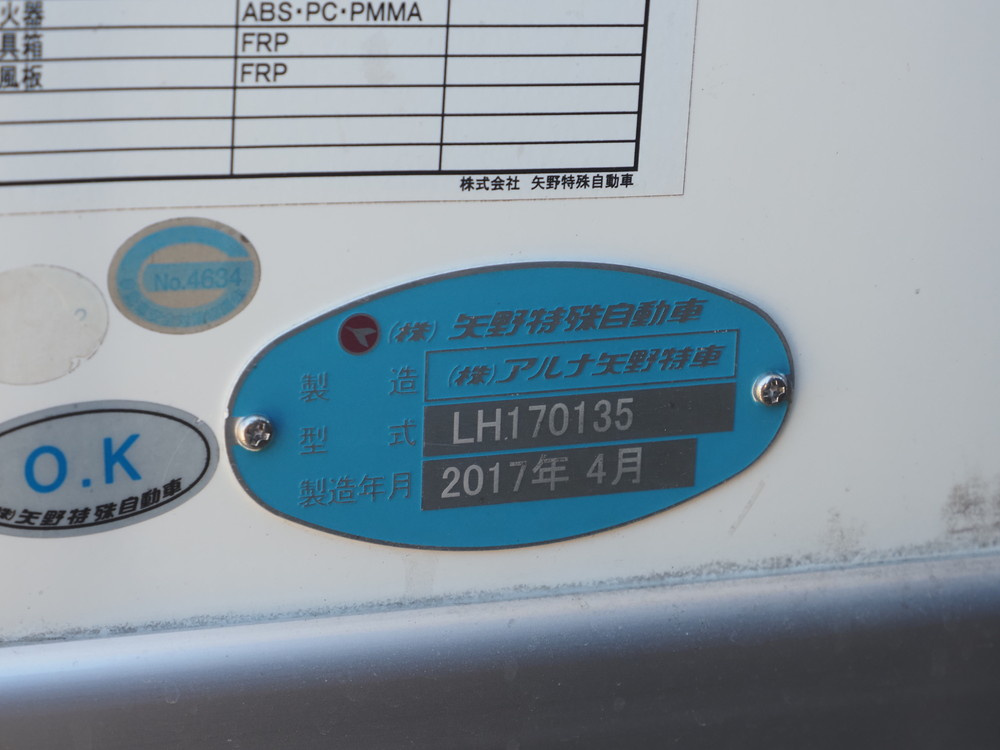 火器 ABS・PC・PMMA
具箱 FRP
風板 FRP
株式会社 矢野特殊自動車
No.4634
(株) 矢野特殊自動車
製造 (株)アルナ矢野特車
型式 LH.170135
製造年月 2017年 4月
O.K
(株)矢野特殊自動車